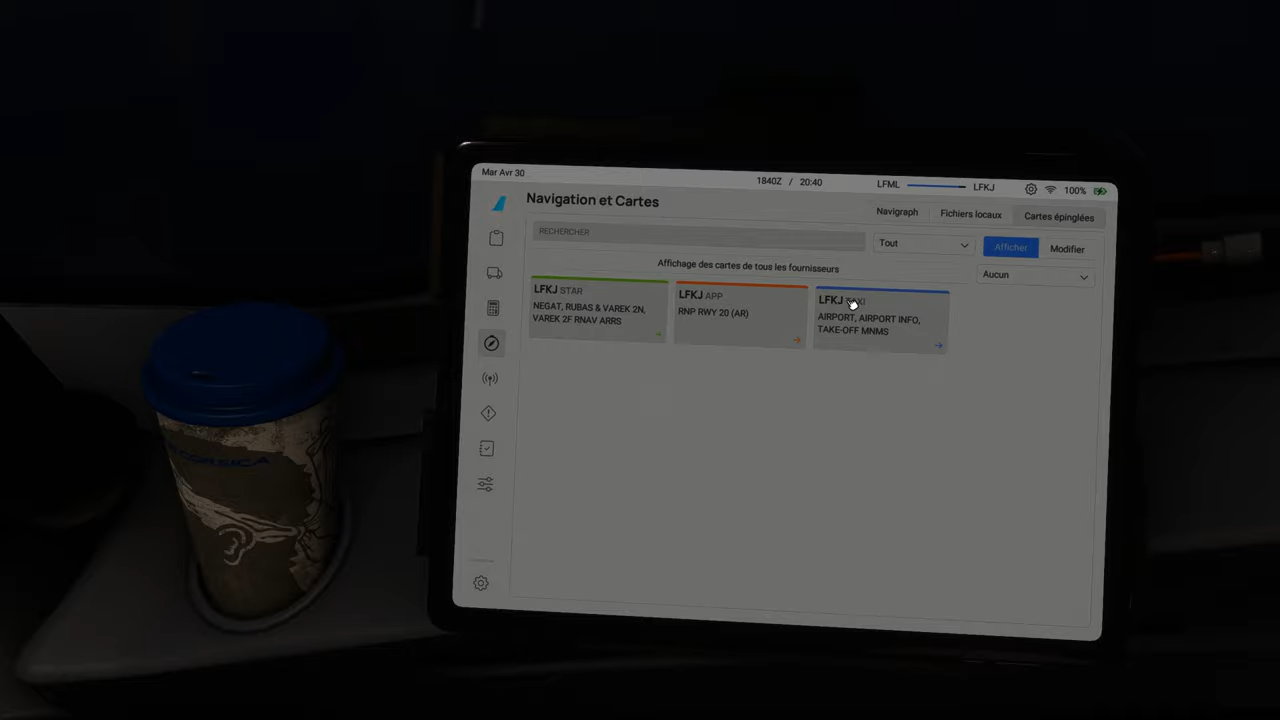 Mar Avr 30
1840Z / 20:40
LFML LFKJ
100%
Navigation et Cartes
Navigraph
Fichiers locaux
Cartes épinglées
RECHERCHER
Tout
Afficher
Modifier
Affichage des cartes de tous les fournisseurs
Aucun
LFKJ STAR
NEGAT, RUBAS & VAREK 2N,
VAREK 2F RNAV ARRS
LFKJ APP
RNP RWY 20 (AR)
LFKJ TAXI
AIRPORT, AIRPORT INFO,
TAKE-OFF MNMS
CORSICA